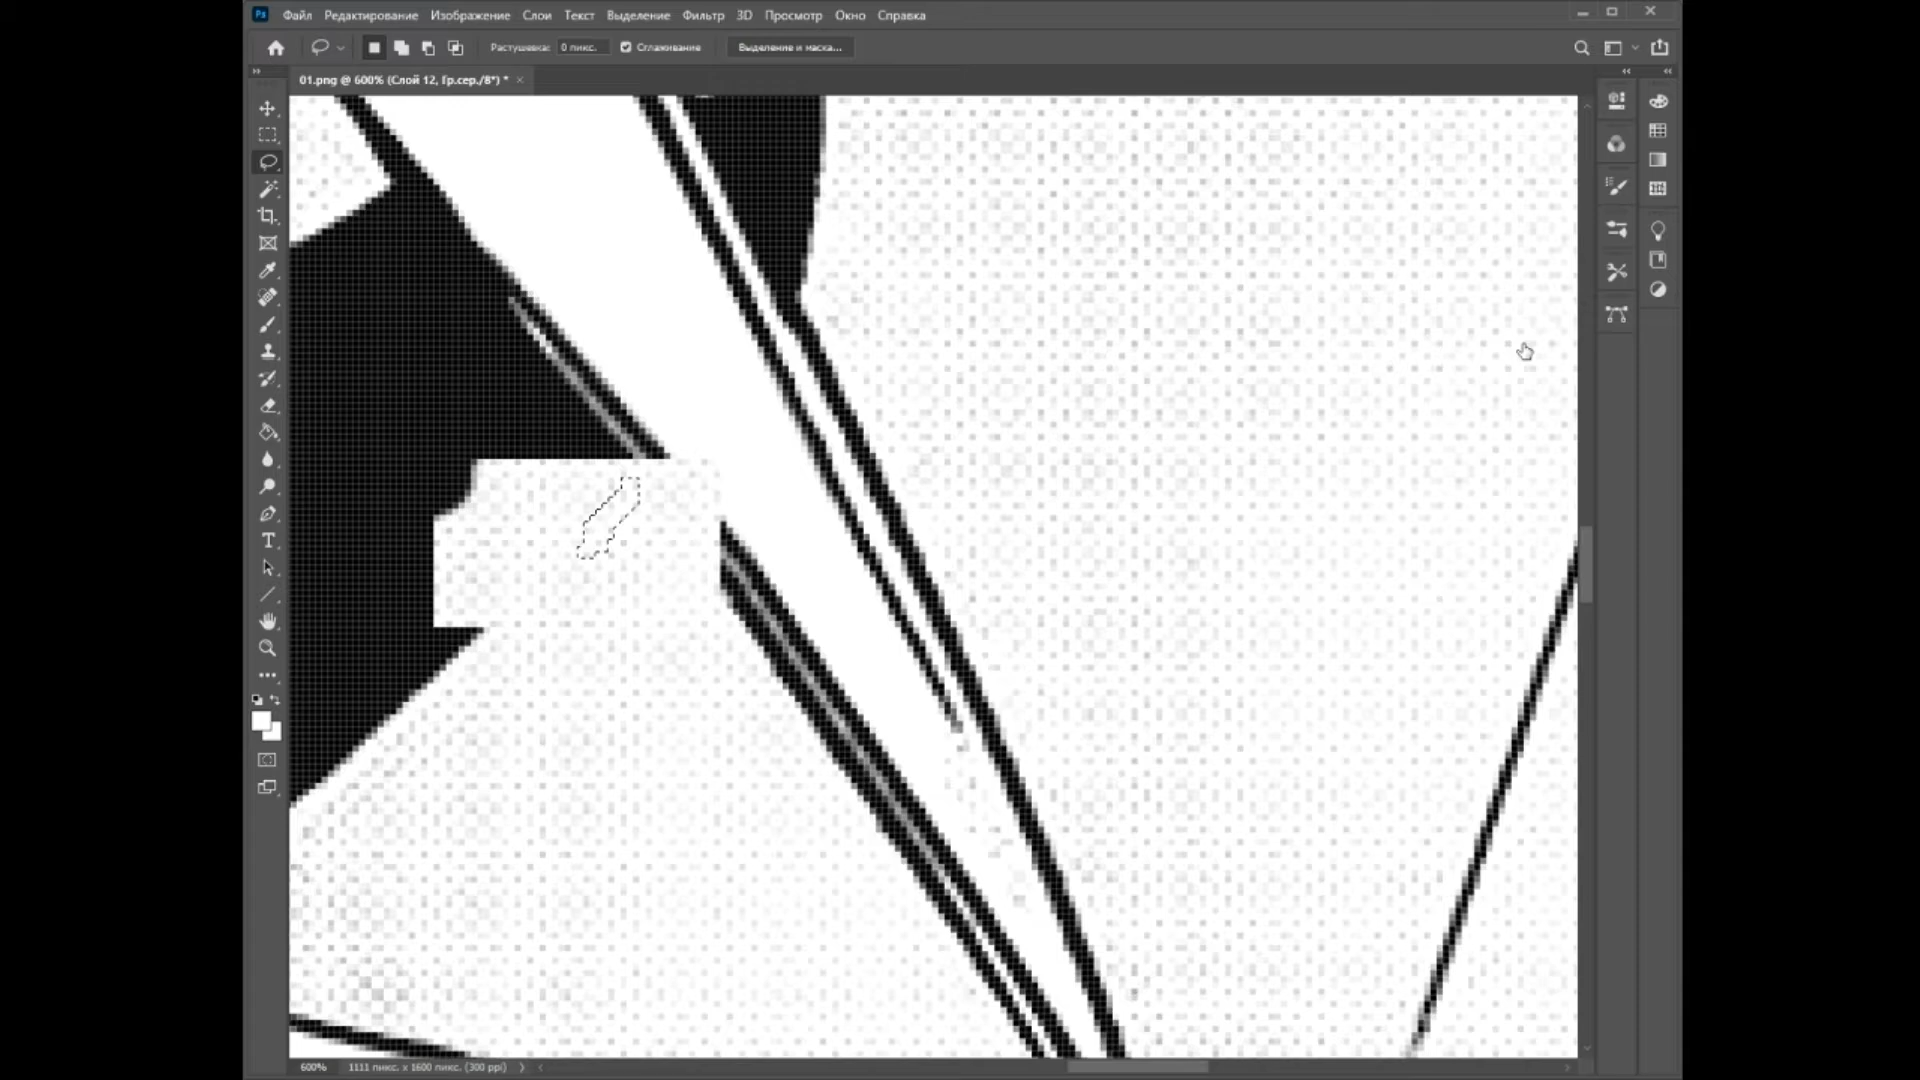 Ps Файл Редактирование Изображение Слои Текст Выделение Фильтр 3D Просмотр Окно Справка
Растушевка: 0 пикс. Сглаживание Выделение и маска...
01.png @ 600% (Слой 12, Гр.сер./8*) * ×
600% 1111 пикс. x 1600 пикс. (300 ppi)